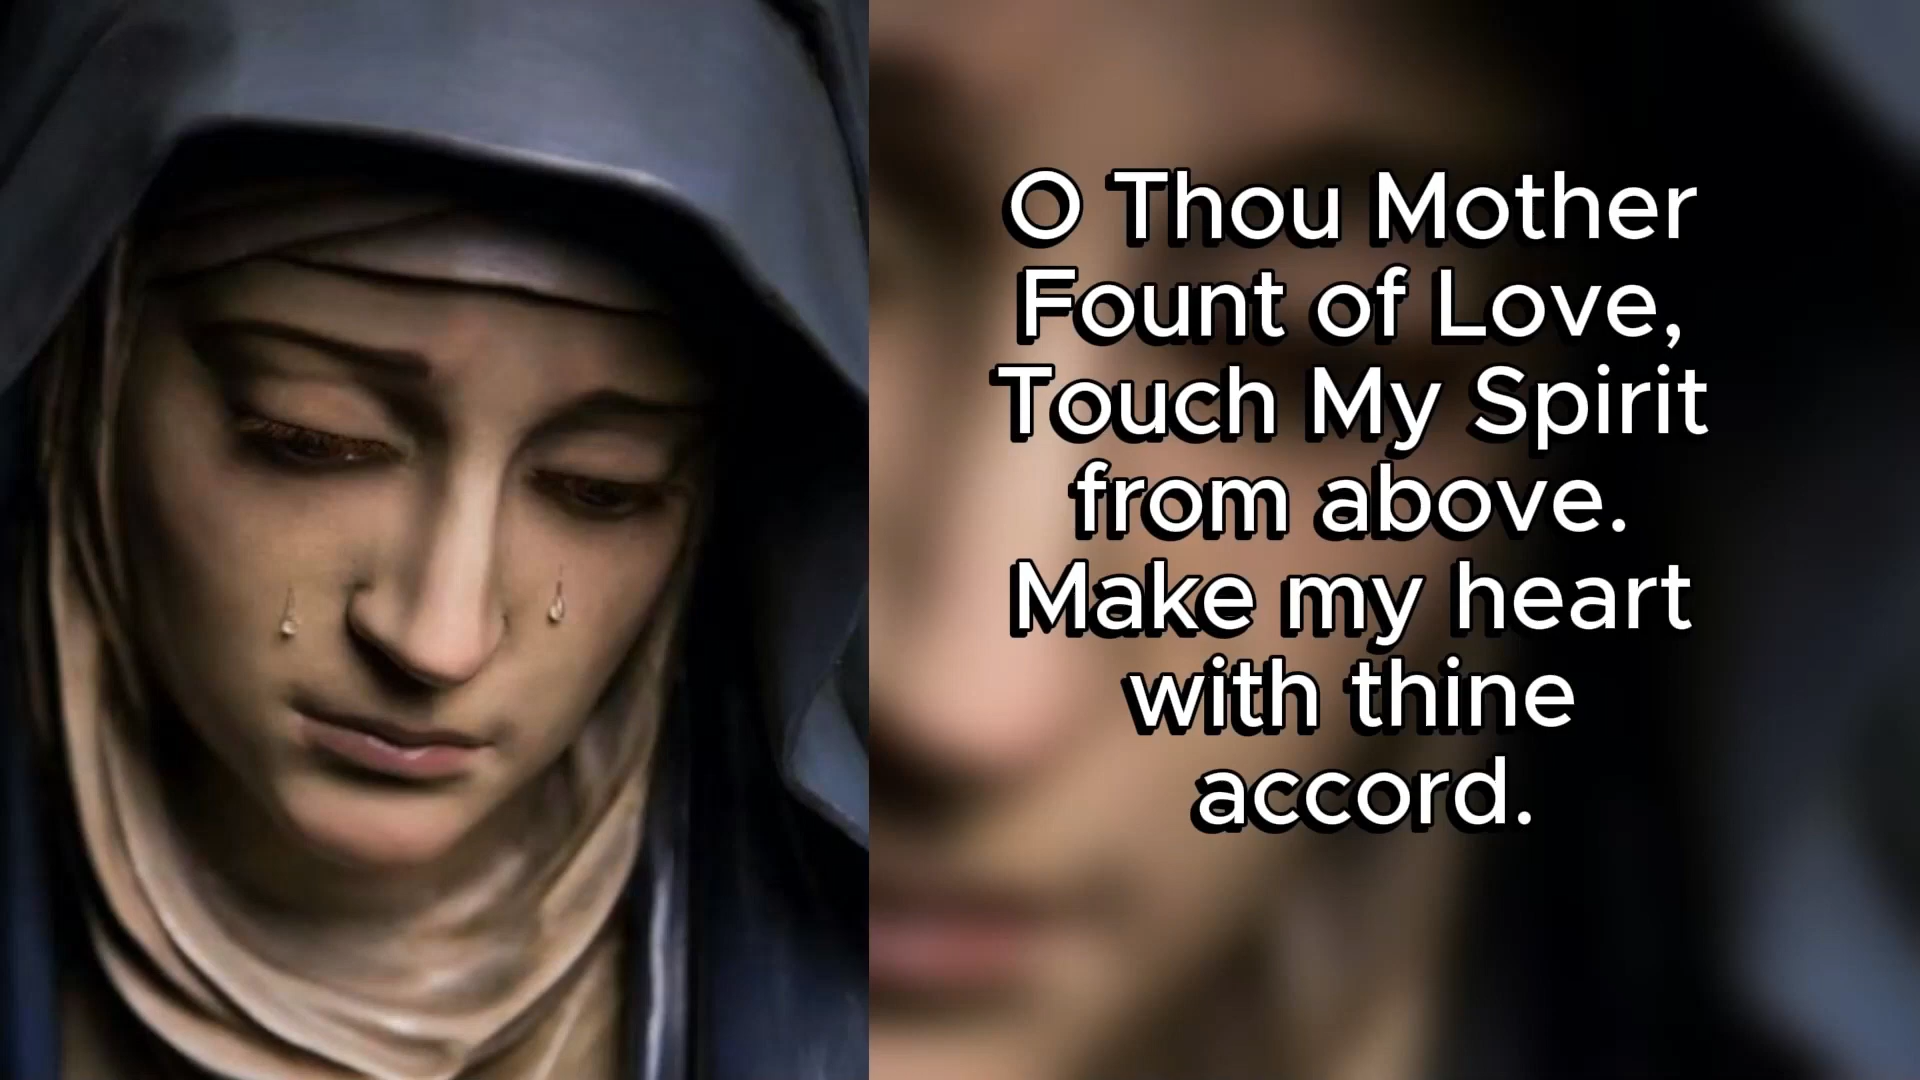 O Thou Mother
Fount of Love,
Touch My Spirit
from above.
Make my heart
with thine
accord.